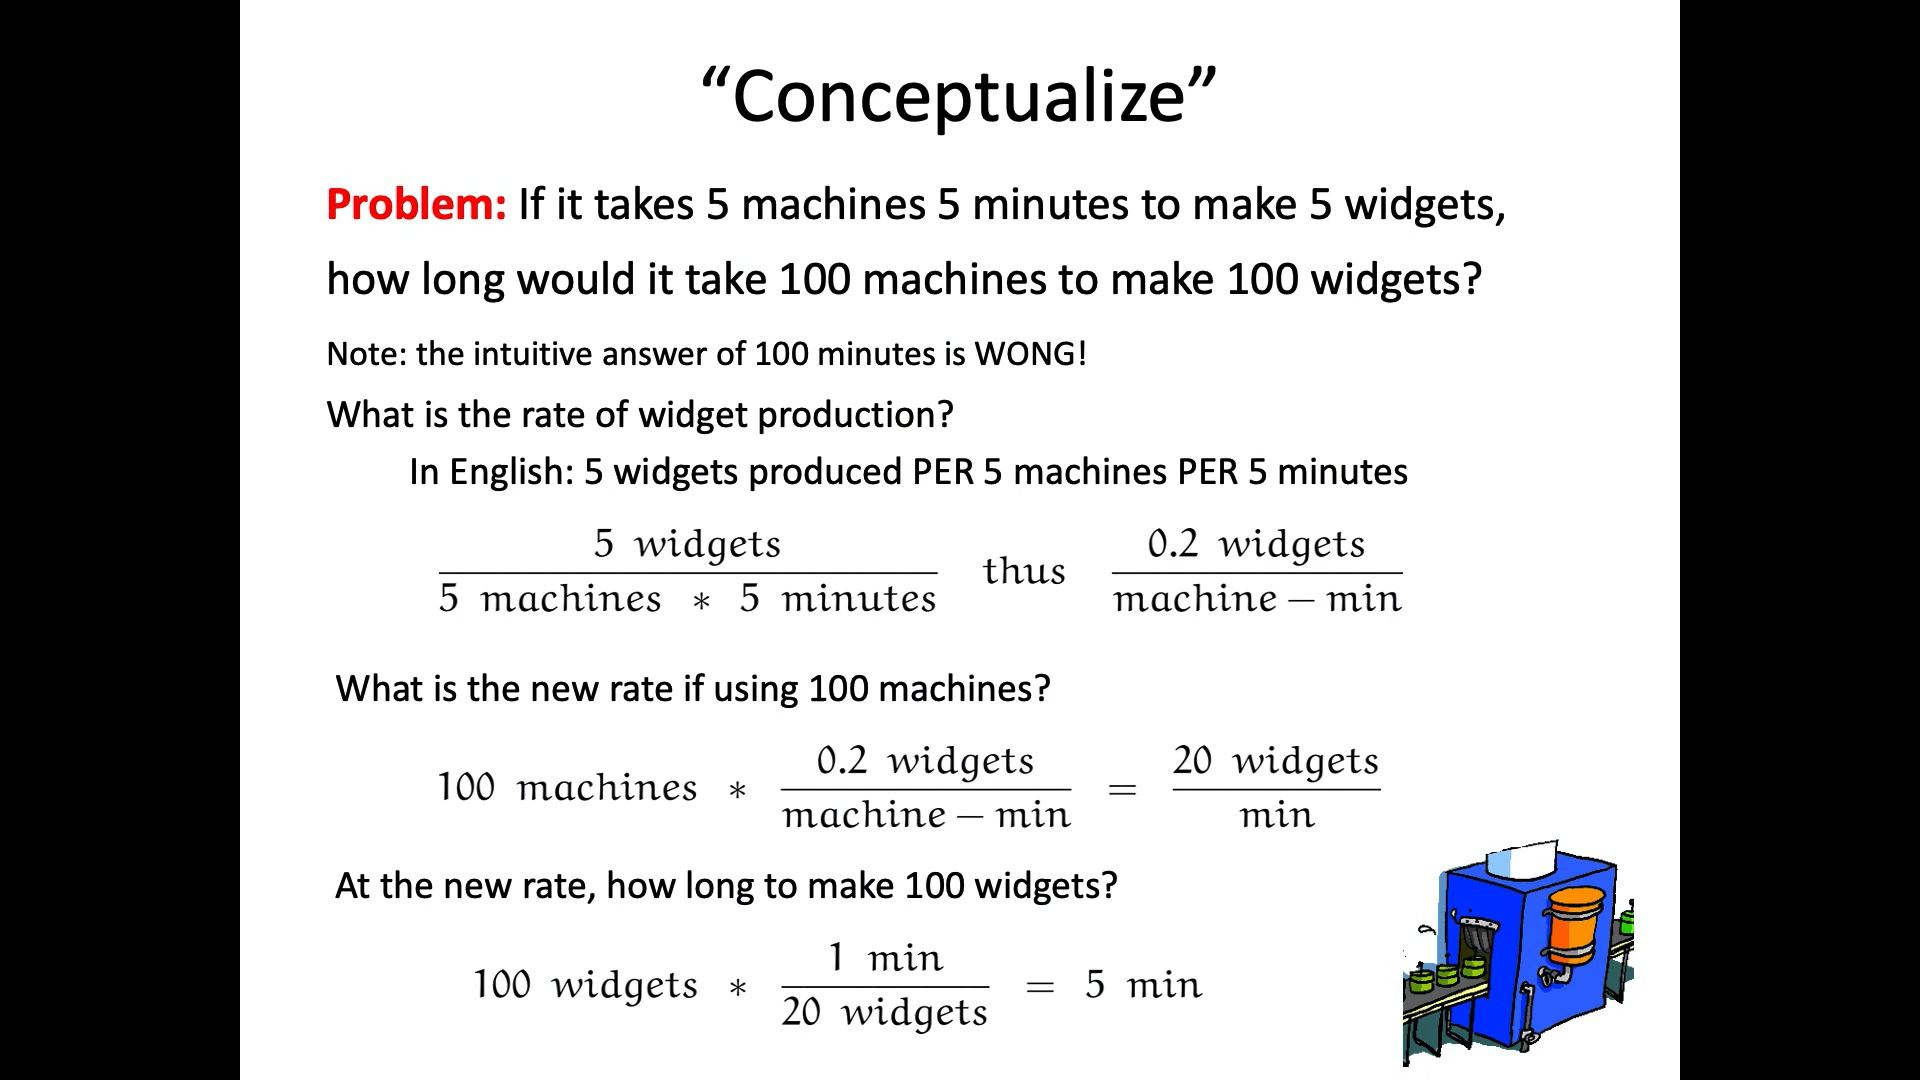 “Conceptualize”
Problem: If it takes 5 machines 5 minutes to make 5 widgets,
how long would it take 100 machines to make 100 widgets?
Note: the intuitive answer of 100 minutes is WONG!
What is the rate of widget production?
In English: 5 widgets produced PER 5 machines PER 5 minutes
5 widgets / 5 machines * 5 minutes thus 0.2 widgets / machine – min
What is the new rate if using 100 machines?
100 machines * 0.2 widgets / machine – min = 20 widgets / min
At the new rate, how long to make 100 widgets?
100 widgets * 1 min / 20 widgets = 5 min